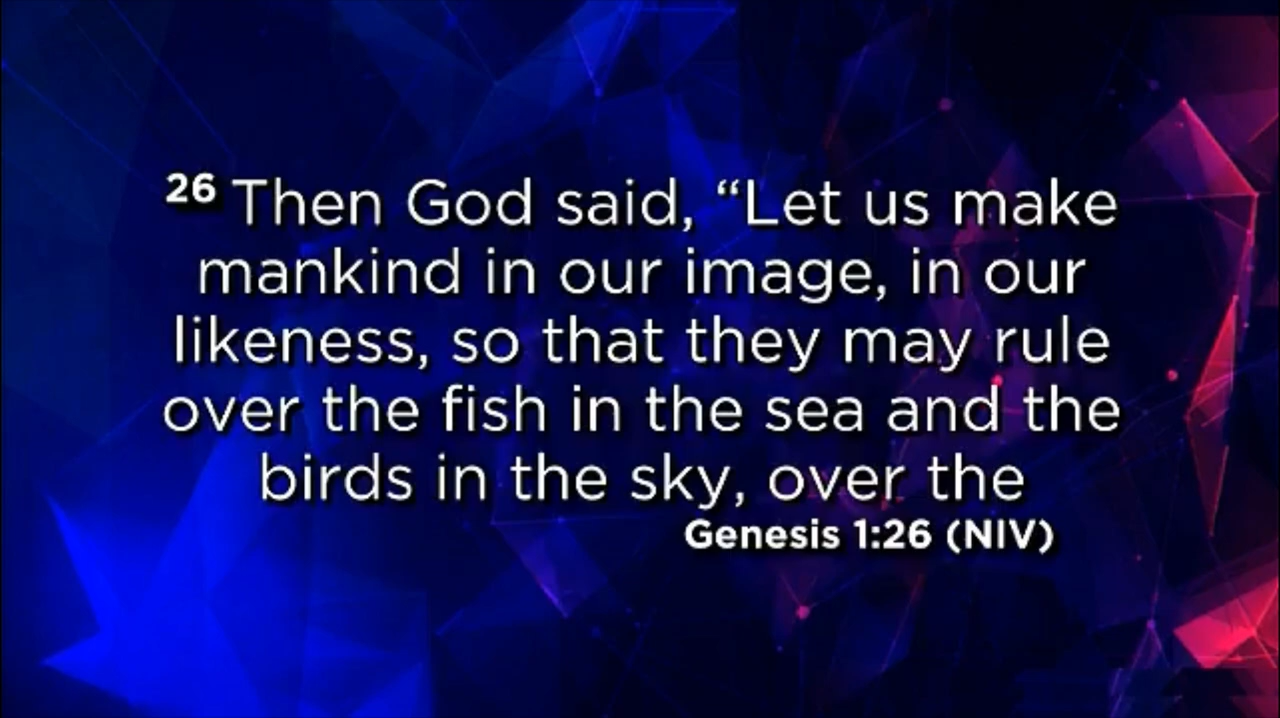 26 Then God said, “Let us make
mankind in our image, in our
likeness, so that they may rule
over the fish in the sea and the
birds in the sky, over the
Genesis 1:26 (NIV)